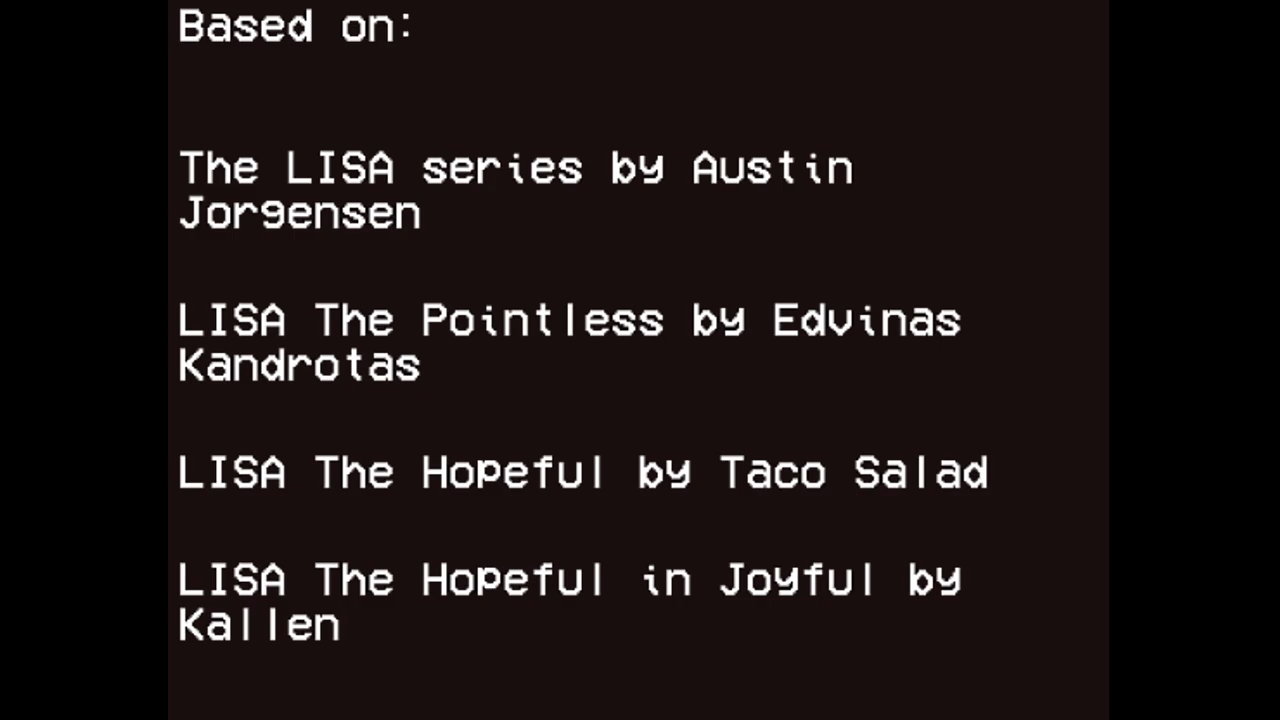 Based on:
The LISA series by Austin
Jorgensen
LISA The Pointless by Edvinas
Kandrotas
LISA The Hopeful by Taco Salad
LISA The Hopeful in Joyful by
Kallen